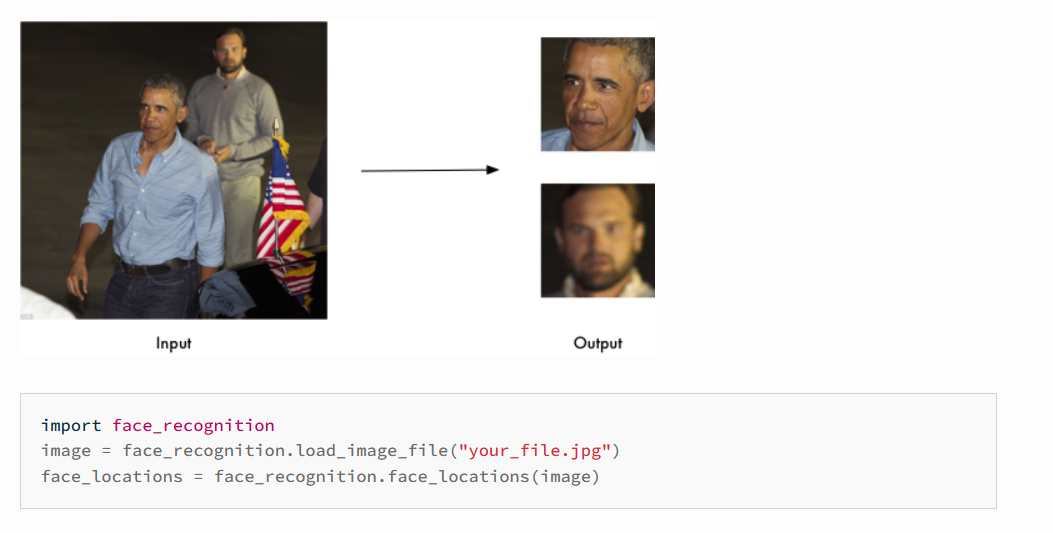 Input
Output
import face_recognition
image = face_recognition.load_image_file("your_file.jpg")
face_locations = face_recognition.face_locations(image)